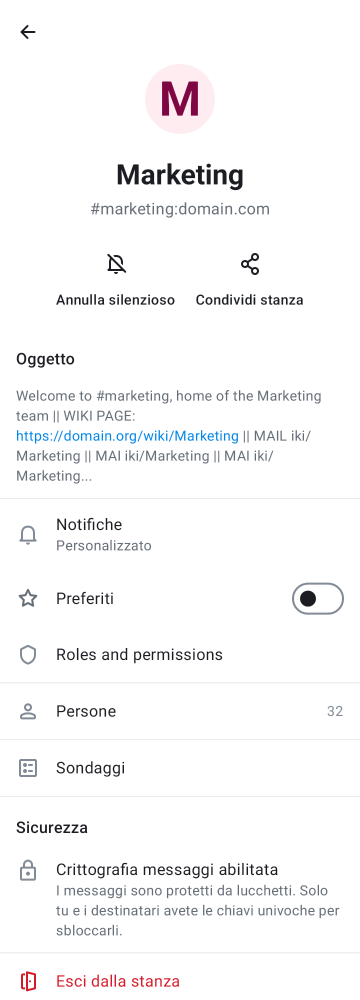 M
Marketing
#marketing:domain.com
Annulla silenzioso
Condividi stanza
Oggetto
Welcome to #marketing, home of the Marketing
team || WIKI PAGE:
https://domain.org/wiki/Marketing || MAIL iki/
Marketing || MAI iki/Marketing || MAI iki/
Marketing...
Notifiche
Personalizzato
Preferiti
Roles and permissions
Persone 32
Sondaggi
Sicurezza
Crittografia messaggi abilitata
I messaggi sono protetti da lucchetti. Solo
tu e i destinatari avete le chiavi univoche per
sbloccarli.
Esci dalla stanza